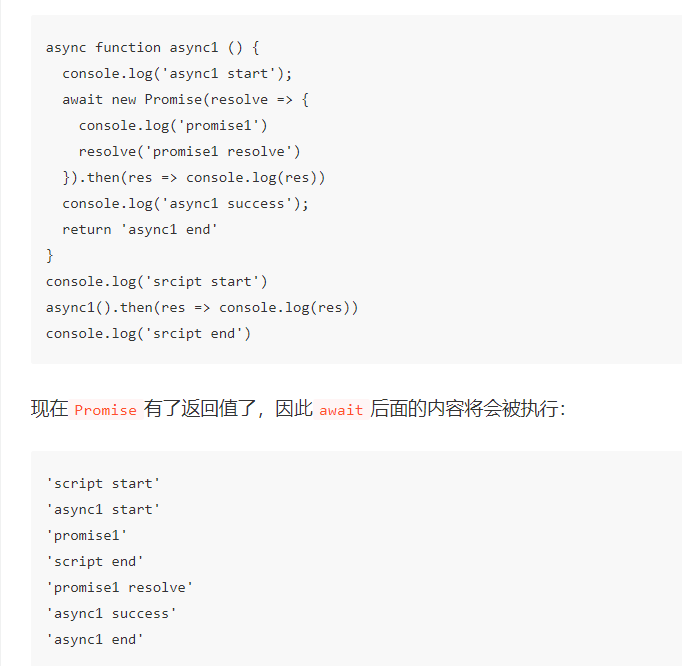 async function async1 () {
  console.log('async1 start');
  await new Promise(resolve => {
    console.log('promise1')
    resolve('promise1 resolve')
  }).then(res => console.log(res))
  console.log('async1 success');
  return 'async1 end'
}
console.log('srcipt start')
async1().then(res => console.log(res))
console.log('srcipt end')
现在 Promise 有了返回值了，因此 await 后面的内容将会被执行：
'script start'
'async1 start'
'promise1'
'script end'
'promise1 resolve'
'async1 success'
'async1 end'